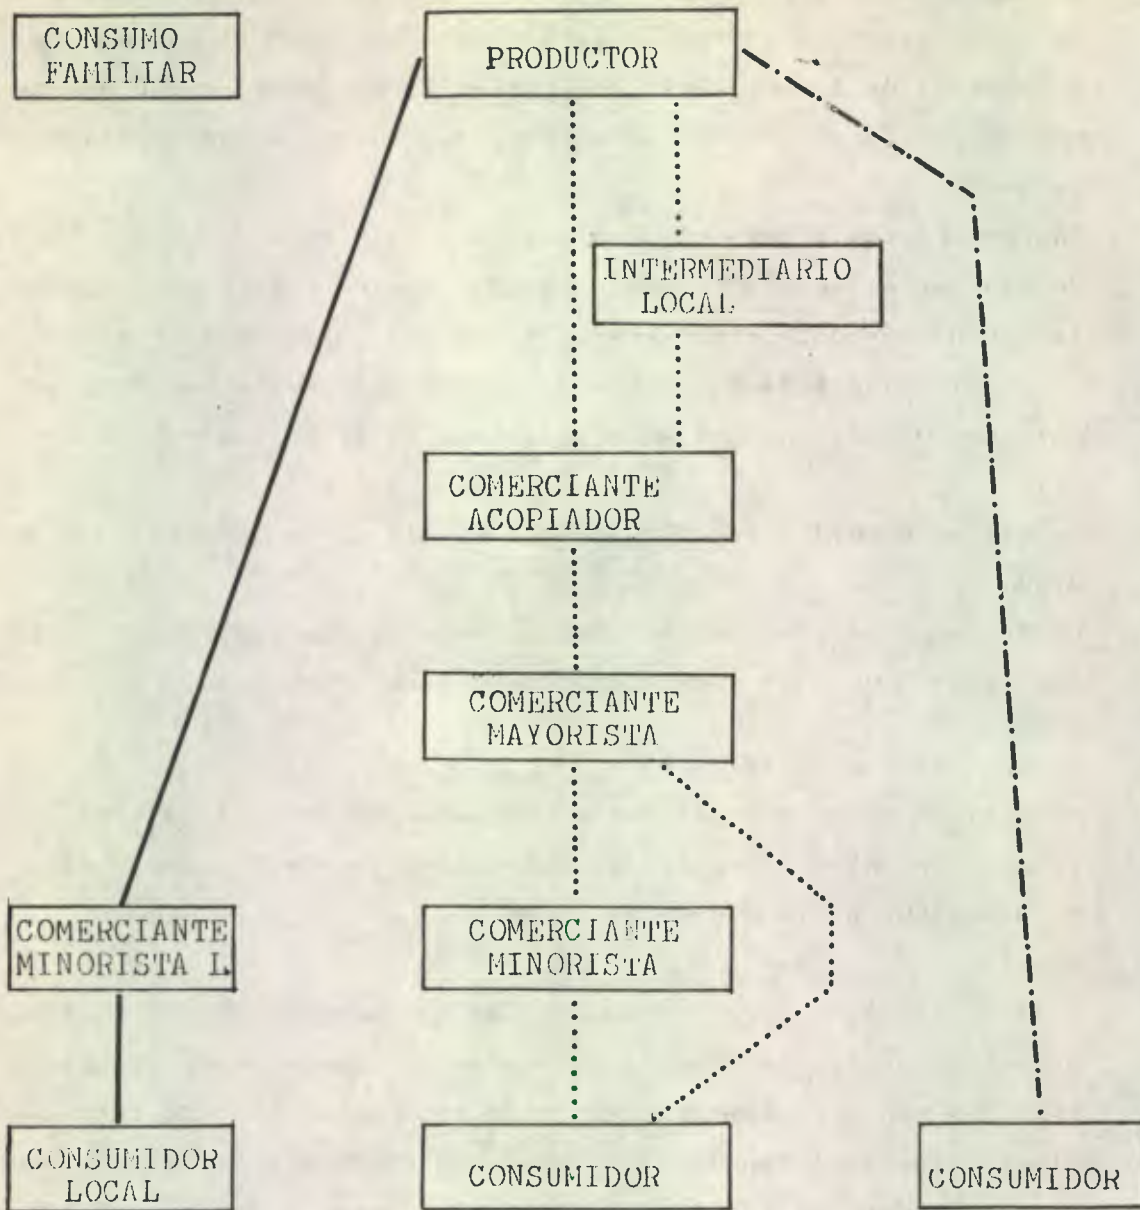 CONSUMO
FAMILIAR
PRODUCTOR
INTERMEDIARIO
LOCAL
COMERCIANTE
ACOPIADOR
COMERCIANTE
MAYORISTA
COMERCIANTE
MINORISTA L
COMERCIANTE
MINORISTA
CONSUMIDOR
LOCAL
CONSUMIDOR
CONSUMIDOR